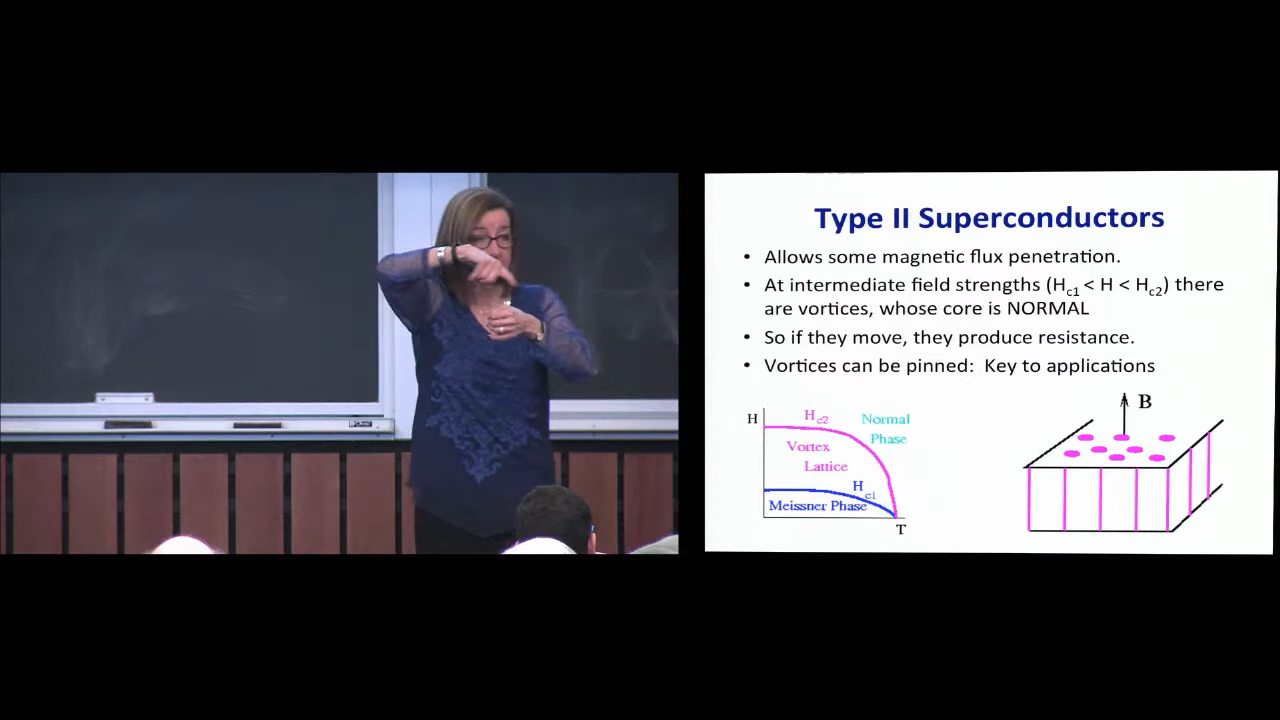 Type II Superconductors
• Allows some magnetic flux penetration.
• At intermediate field strengths (Hc1 < H < Hc2) there
are vortices, whose core is NORMAL
• So if they move, they produce resistance.
• Vortices can be pinned: Key to applications
H
Hc2
Normal
Phase
Vortex
Lattice
Hc1
Meissner Phase
T
B